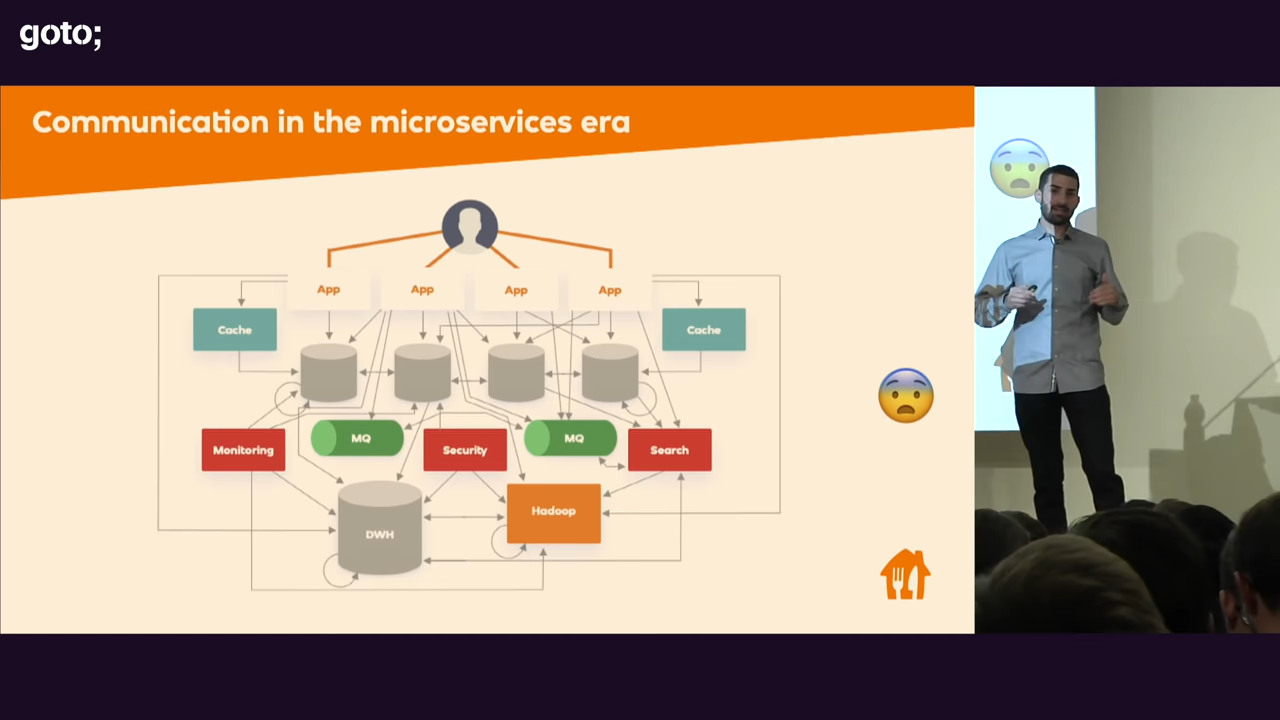 goto;
Communication in the microservices era
App
App
App
App
Cache
Cache
MQ
MQ
Monitoring
Security
Search
Hadoop
DWH